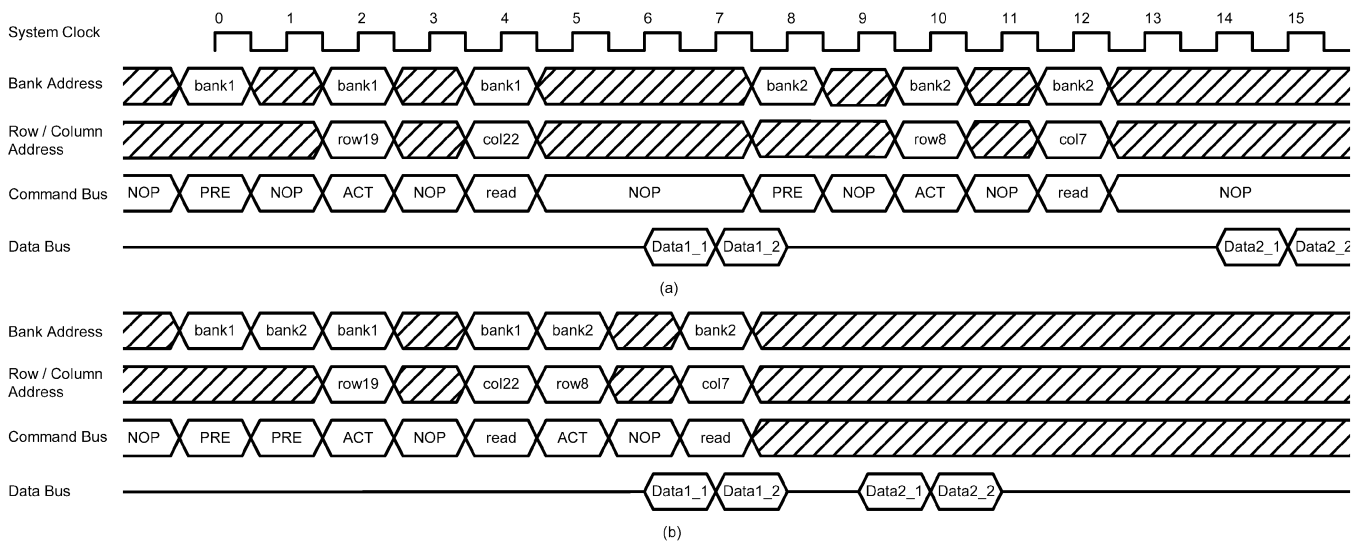 System Clock 0 1 2 3 4 5 6 7 8 9 10 11 12 13 14 15
Bank Address bank1 bank1 bank1 bank2 bank2 bank2
Row / Column
Address row19 col22 row8 col7
Command Bus NOP PRE NOP ACT NOP read NOP PRE NOP ACT NOP read NOP
Data Bus Data1_1 Data1_2 Data2_1 Data2_2
(a)
Bank Address bank1 bank2 bank1 bank1 bank2 bank2
Row / Column
Address row19 col22 row8 col7
Command Bus NOP PRE PRE ACT NOP read ACT NOP read
Data Bus Data1_1 Data1_2 Data2_1 Data2_2
(b)